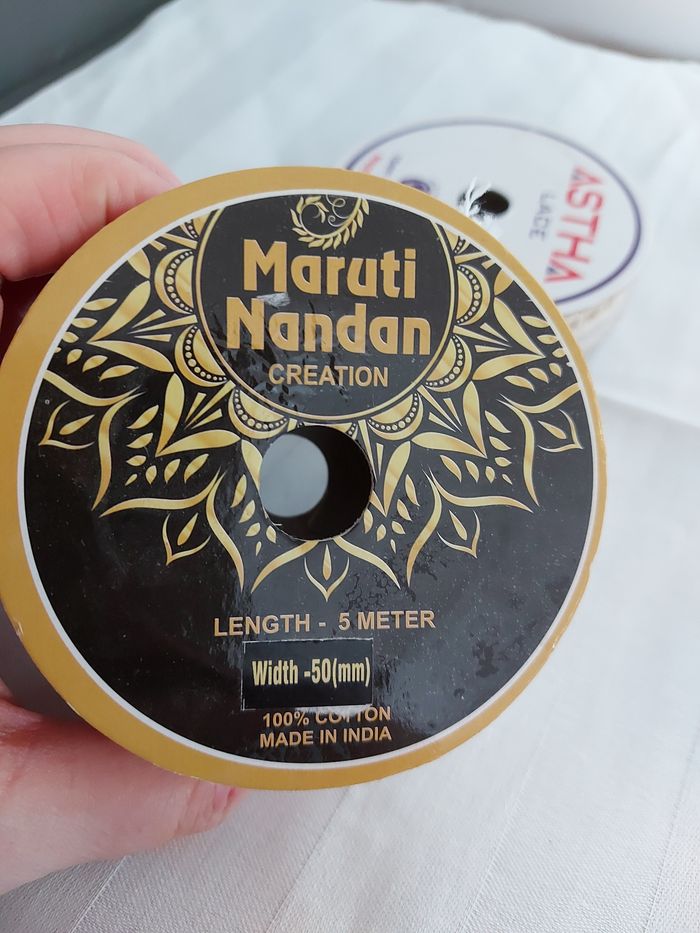 Maruti
Nandan
CREATION
LENGTH - 5 METER
Width -50(mm)
100% COTTON
MADE IN INDIA
ASTHA
LACE